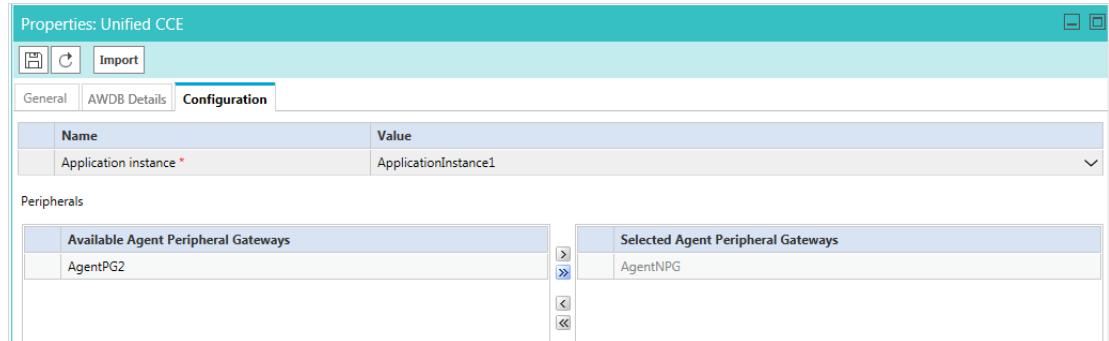 Properties: Unified CCE
Import
General AWDB Details Configuration
Name Value
Application instance * ApplicationInstance1
Peripherals
Available Agent Peripheral Gateways Selected Agent Peripheral Gateways
AgentPG2 AgentNPG